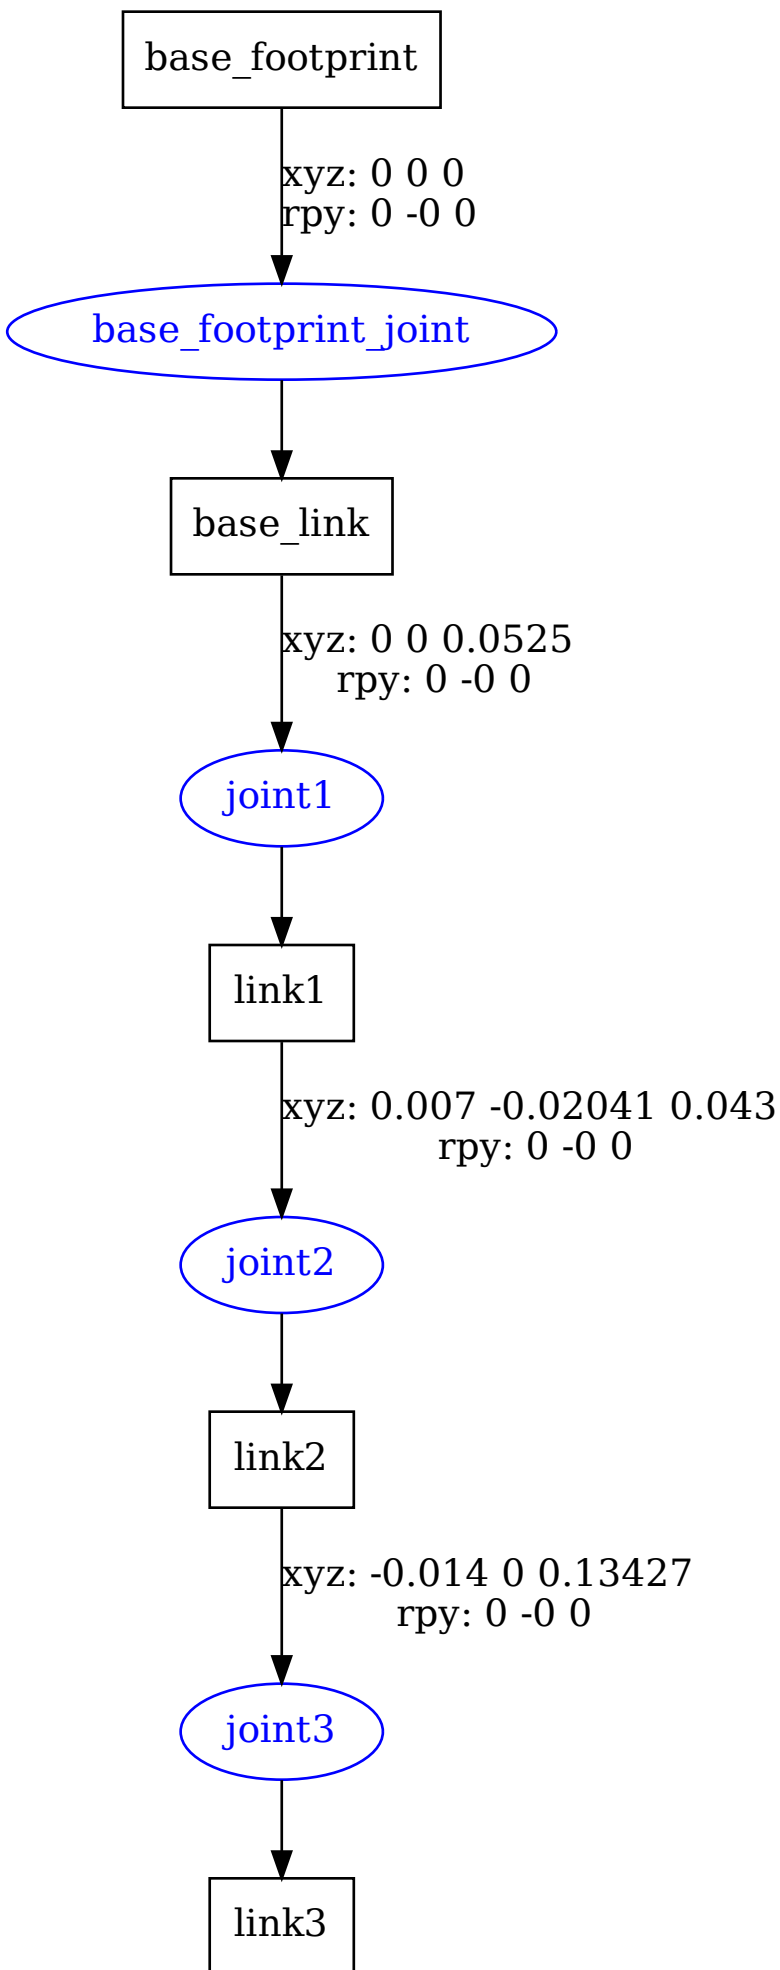 base_footprint
xyz: 0 0 0
rpy: 0 -0 0
base_footprint_joint
base_link
xyz: 0 0 0.0525
rpy: 0 -0 0
joint1
link1
xyz: 0.007 -0.02041 0.043
rpy: 0 -0 0
joint2
link2
xyz: -0.014 0 0.13427
rpy: 0 -0 0
joint3
link3